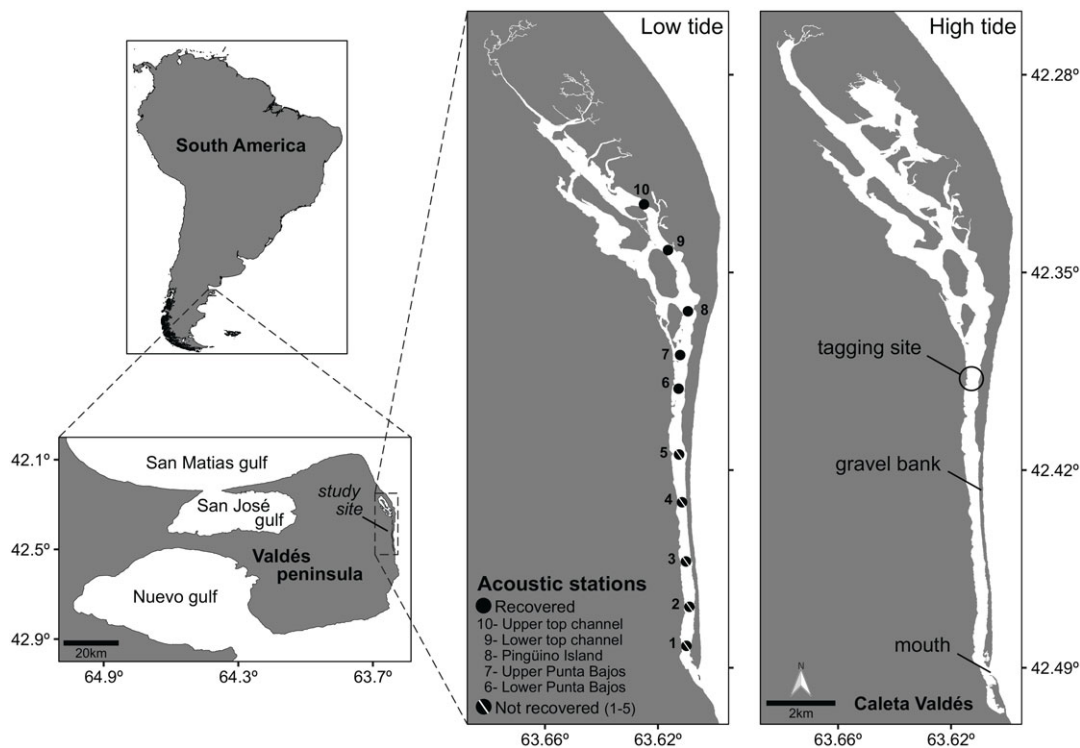 South America
42.1º
42.5º
42.9º
San Matias gulf
San José
gulf
study
site
Valdés
peninsula
Nuevo gulf
20km
64.9º
64.3º
63.7º
Low tide
10
9
8
7
6
5
4
3
2
1
Acoustic stations
Recovered
10- Upper top channel
9- Lower top channel
8- Pingüino Island
7- Upper Punta Bajos
6- Lower Punta Bajos
Not recovered (1-5)
63.66º
63.62º
High tide
42.28º
42.35º
42.42º
42.49º
tagging site
gravel bank
mouth
N
2km
Caleta Valdés
63.66º
63.62º